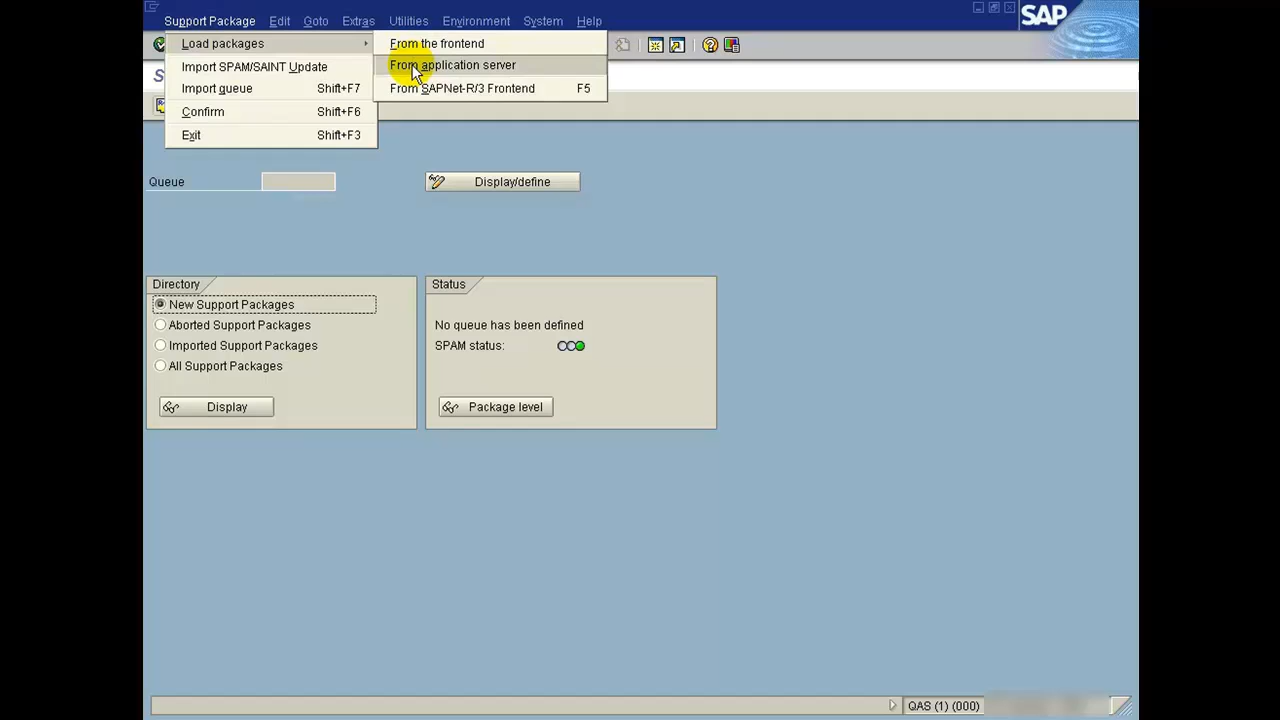 Support Package Edit Goto Extras Utilities Environment System Help
SAP
Load packages
From the frontend
Import SPAM/SAINT Update
From application server
Import queue Shift+F7
From SAPNet-R/3 Frontend F5
Confirm Shift+F6
Exit Shift+F3
Queue
Display/define
Directory
New Support Packages
Aborted Support Packages
Imported Support Packages
All Support Packages
Display
Status
No queue has been defined
SPAM status:
Package level
QAS (1) (000)